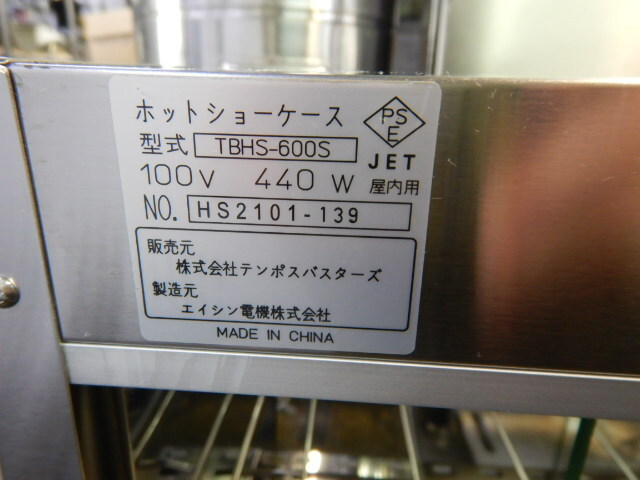 ホットショーケース
PS
E
型式 TBHS-600S
JET
100V 440 W 屋内用
NO. HS2101-139
販売元
株式会社テンポスバスターズ
製造元
エイシン電機株式会社
MADE IN CHINA